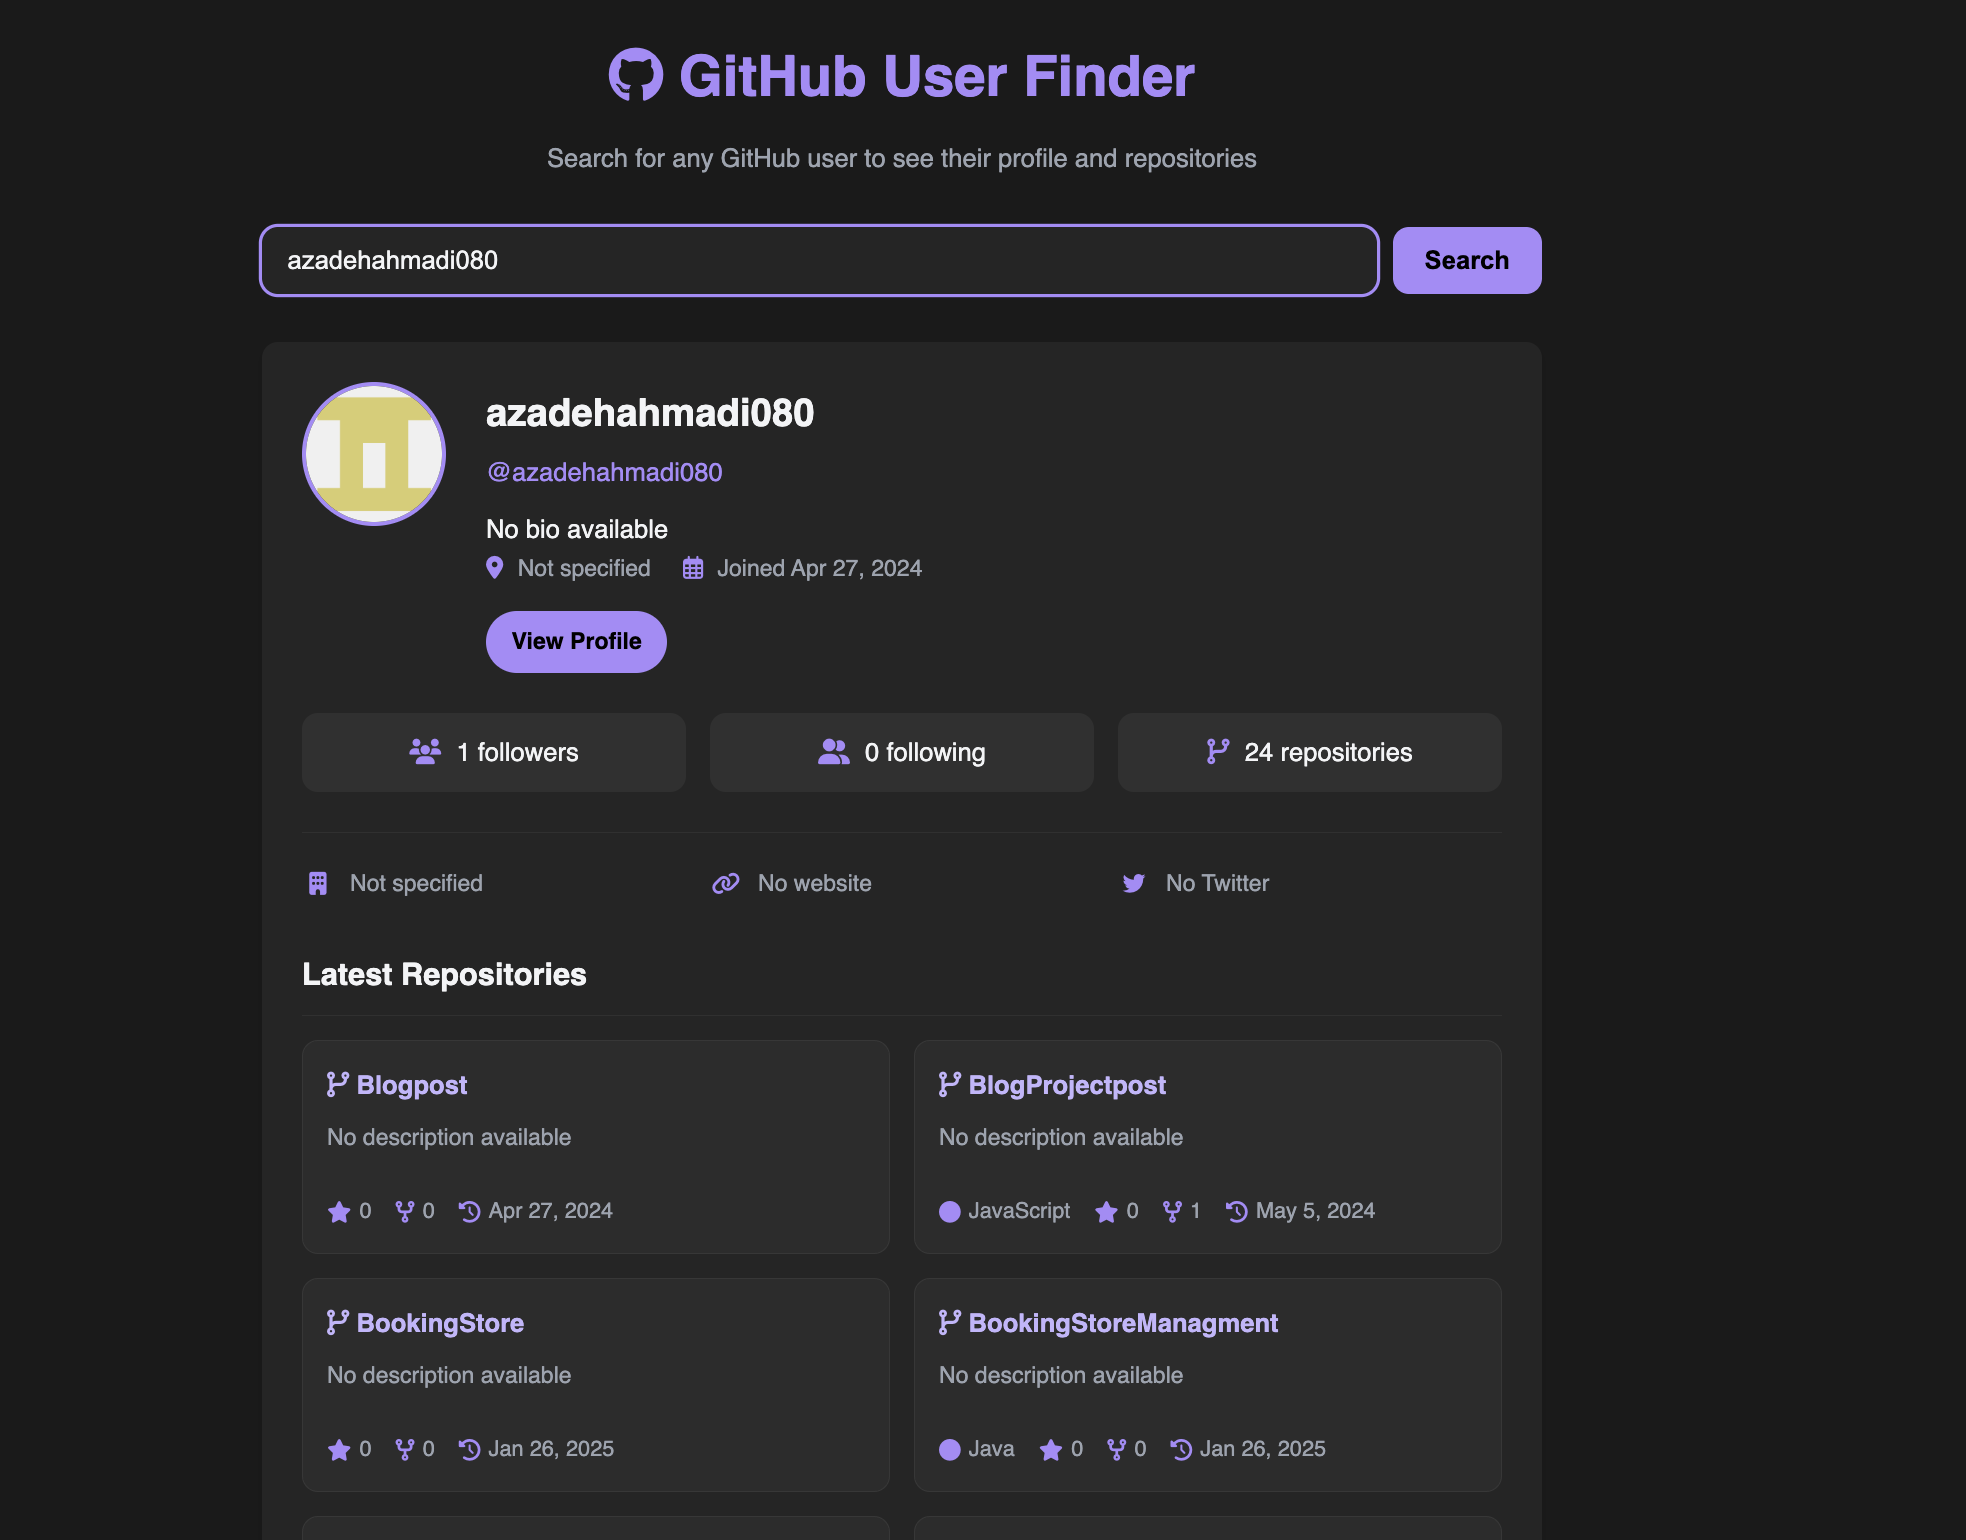 GitHub User Finder
Search for any GitHub user to see their profile and repositories
azadehahmadi080
Search
azadehahmadi080
@azadehahmadi080
No bio available
Not specified Joined Apr 27, 2024
View Profile
1 followers 0 following 24 repositories
Not specified No website No Twitter
Latest Repositories
Blogpost
No description available
0 0 Apr 27, 2024
BlogProjectpost
No description available
JavaScript 0 1 May 5, 2024
BookingStore
No description available
0 0 Jan 26, 2025
BookingStoreManagment
No description available
Java 0 0 Jan 26, 2025